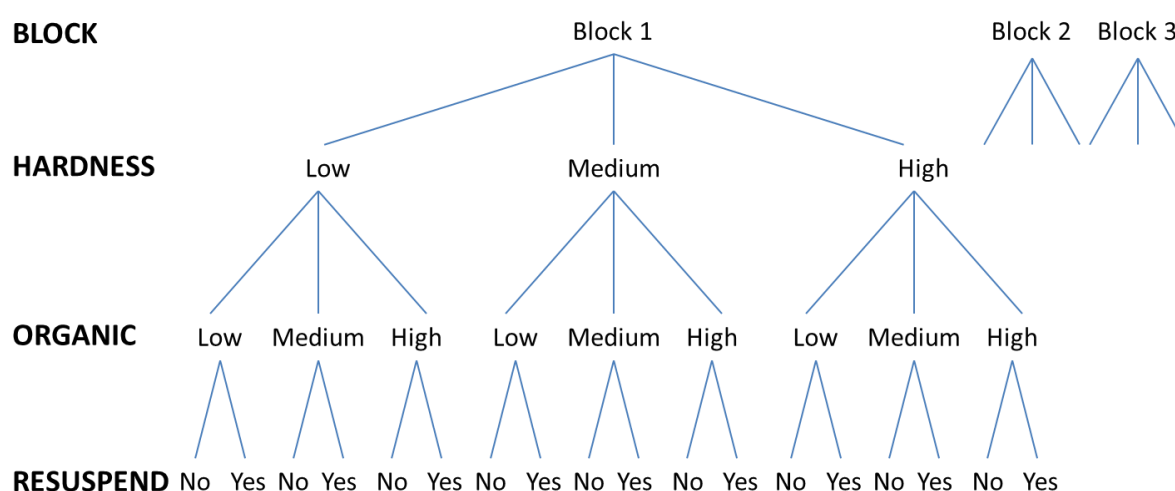 BLOCK Block 1 Block 2 Block 3
HARDNESS Low Medium High
ORGANIC Low Medium High Low Medium High Low Medium High
RESUSPEND No Yes No Yes No Yes No Yes No Yes No Yes No Yes No Yes No Yes